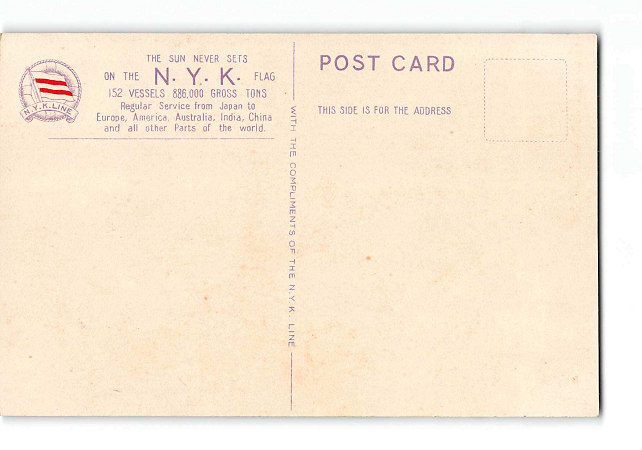 THE SUN NEVER SETS
ON THE N. Y. K. FLAG
152 VESSELS 886,000 GROSS TONS
Regular Service from Japan to
Europe, America, Australia, India, China
and all other Parts of the world.
N.Y.K. LINE
WITH THE COMPLIMENTS OF THE N.Y.K. LINE
POST CARD
THIS SIDE IS FOR THE ADDRESS